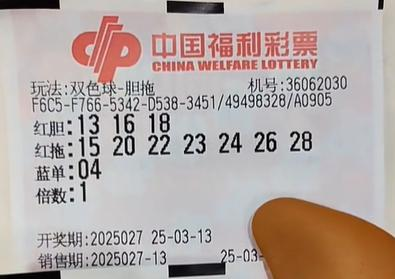 中国福利彩票
CHINA WELFARE LOTTERY
玩法:双色球-胆拖 机号:36062030
F6C5-F766-5342-D538-3451/49498328/A0905
红胆:13 16 18
红拖:15 20 22 23 24 26 28
蓝单:04
倍数:1
开奖期:2025027 25-03-13
销售期:2025027-13 25-03-